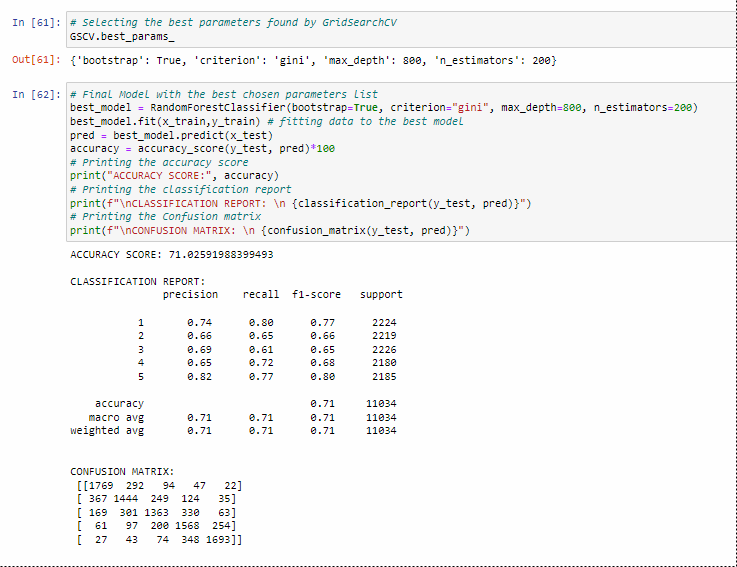 In [61]: # Selecting the best parameters found by GridSearchCV
GSCV.best_params_
Out[61]: {'bootstrap': True, 'criterion': 'gini', 'max_depth': 800, 'n_estimators': 200}
In [62]: # Final Model with the best chosen parameters list
best_model = RandomForestClassifier(bootstrap=True, criterion="gini", max_depth=800, n_estimators=200)
best_model.fit(x_train,y_train) # fitting data to the best model
pred = best_model.predict(x_test)
accuracy = accuracy_score(y_test, pred)*100
# Printing the accuracy score
print("ACCURACY SCORE:", accuracy)
# Printing the classification report
print(f"\nCLASSIFICATION REPORT: \n {classification_report(y_test, pred)}")
# Printing the Confusion matrix
print(f"\nCONFUSION MATRIX: \n {confusion_matrix(y_test, pred)}")
ACCURACY SCORE: 71.02591988399493
CLASSIFICATION REPORT:
precision recall f1-score support
1 0.74 0.80 0.77 2224
2 0.66 0.65 0.66 2219
3 0.69 0.61 0.65 2226
4 0.65 0.72 0.68 2180
5 0.82 0.77 0.80 2185
accuracy 0.71 11034
macro avg 0.71 0.71 0.71 11034
weighted avg 0.71 0.71 0.71 11034
CONFUSION MATRIX:
[[1769 292 94 47 22]
[ 367 1444 249 124 35]
[ 169 301 1363 330 63]
[ 61 97 200 1568 254]
[ 27 43 74 348 1693]]